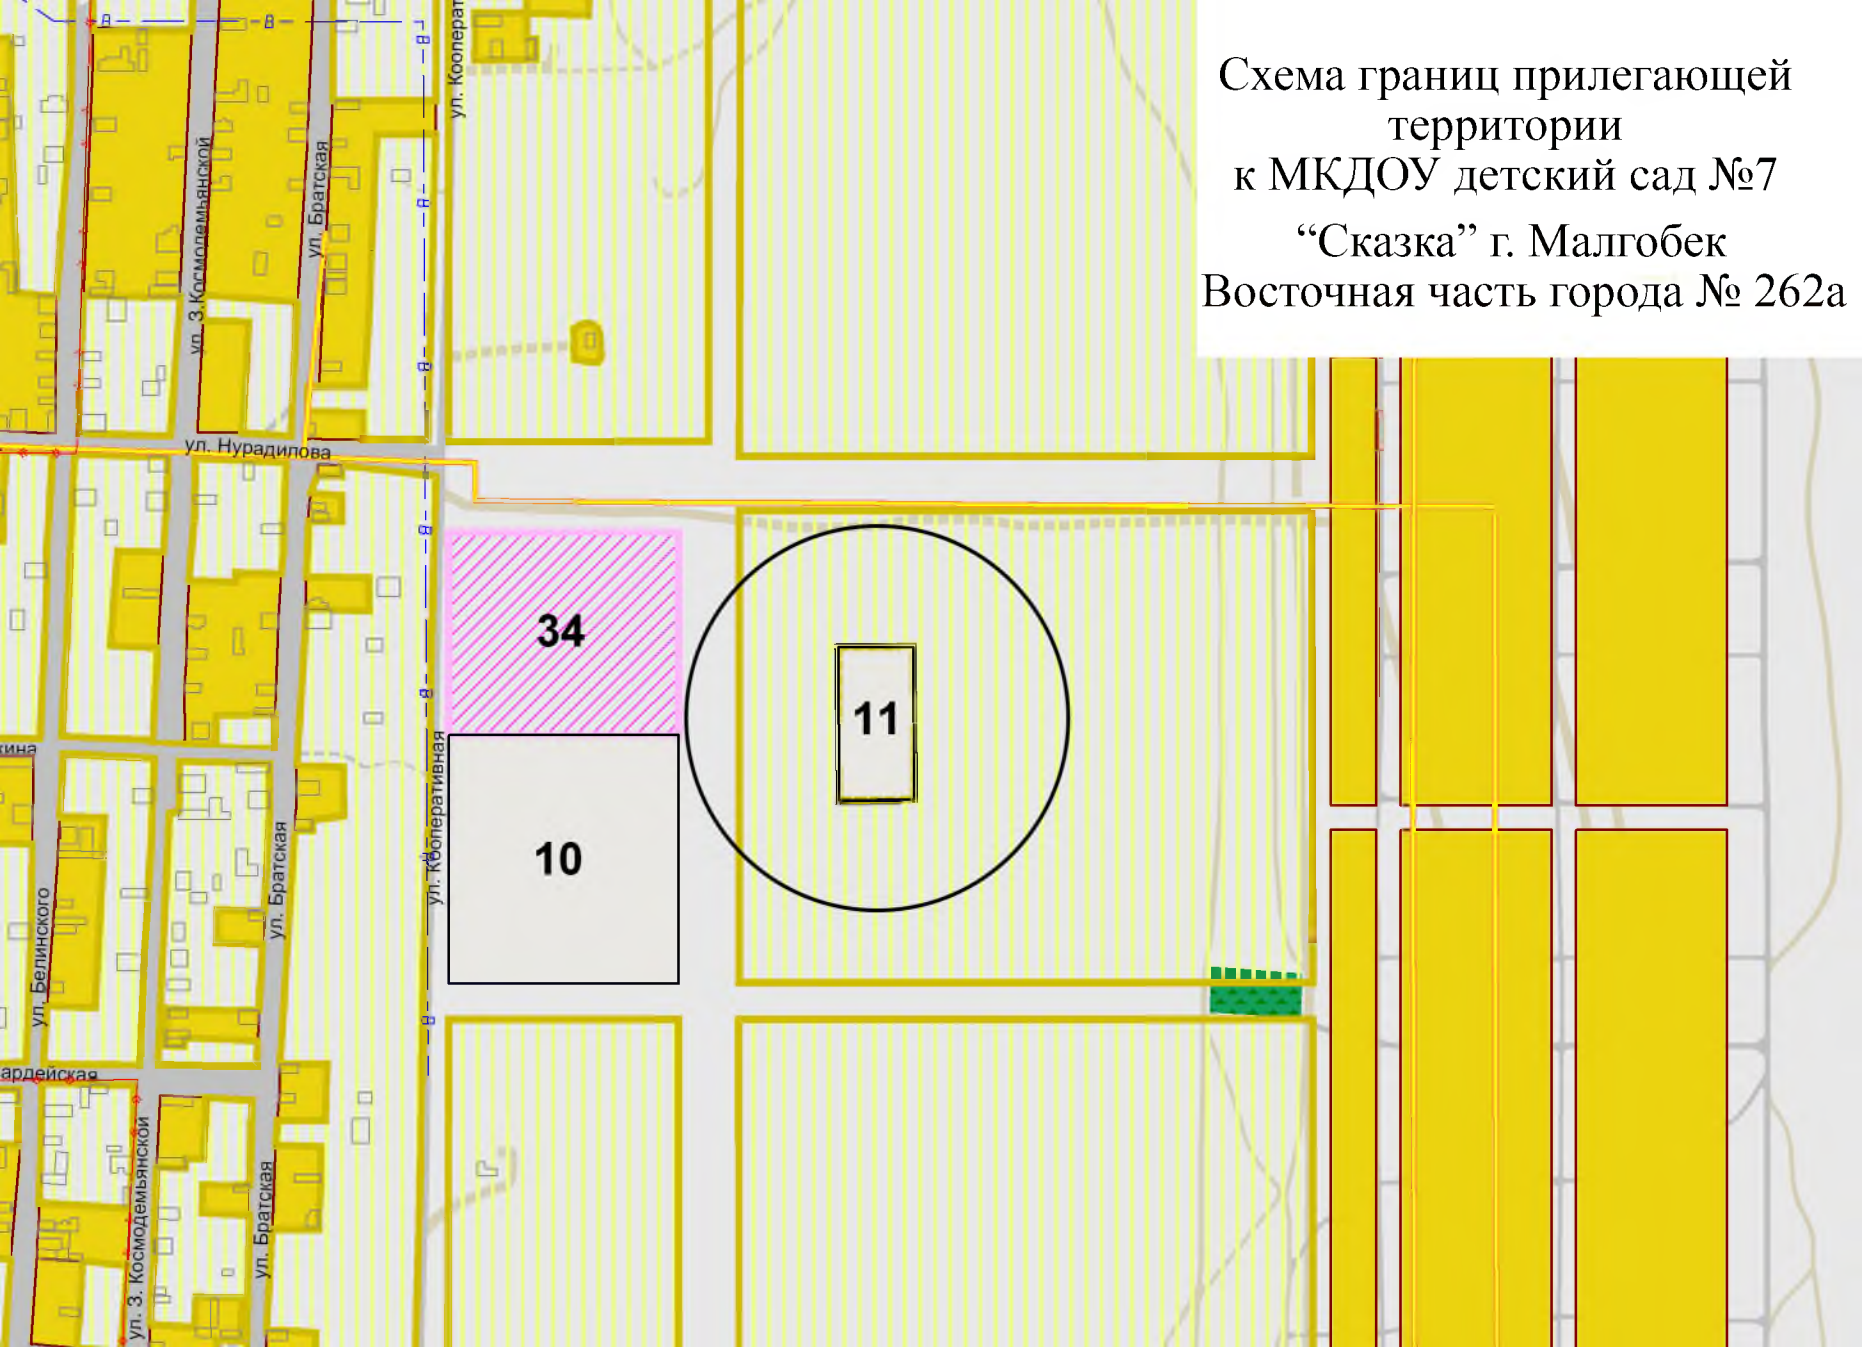 Схема границ прилегающей
территории
к МКДОУ детский сад №7
“Сказка” г. Малгобек
Восточная часть города № 262а
ул. Кооперат
ул. З.Космодемьянской
ул. Братская
ул. Нурадилова
34
11
10
кина
ул. Кооперативная
ул. Братская
ул. Белинского
ардейская
ул. З. Космодемьянской
ул. Братская
В
В
В
В
В
В
В
В
В